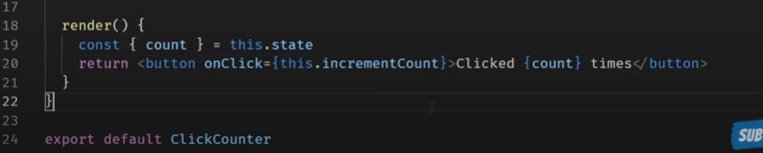 17
18 render() {
19 const { count } = this.state
20 return <button onClick={this.incrementCount}>Clicked {count} times</button>
21 }
22 }
23
24 export default ClickCounter
SUB